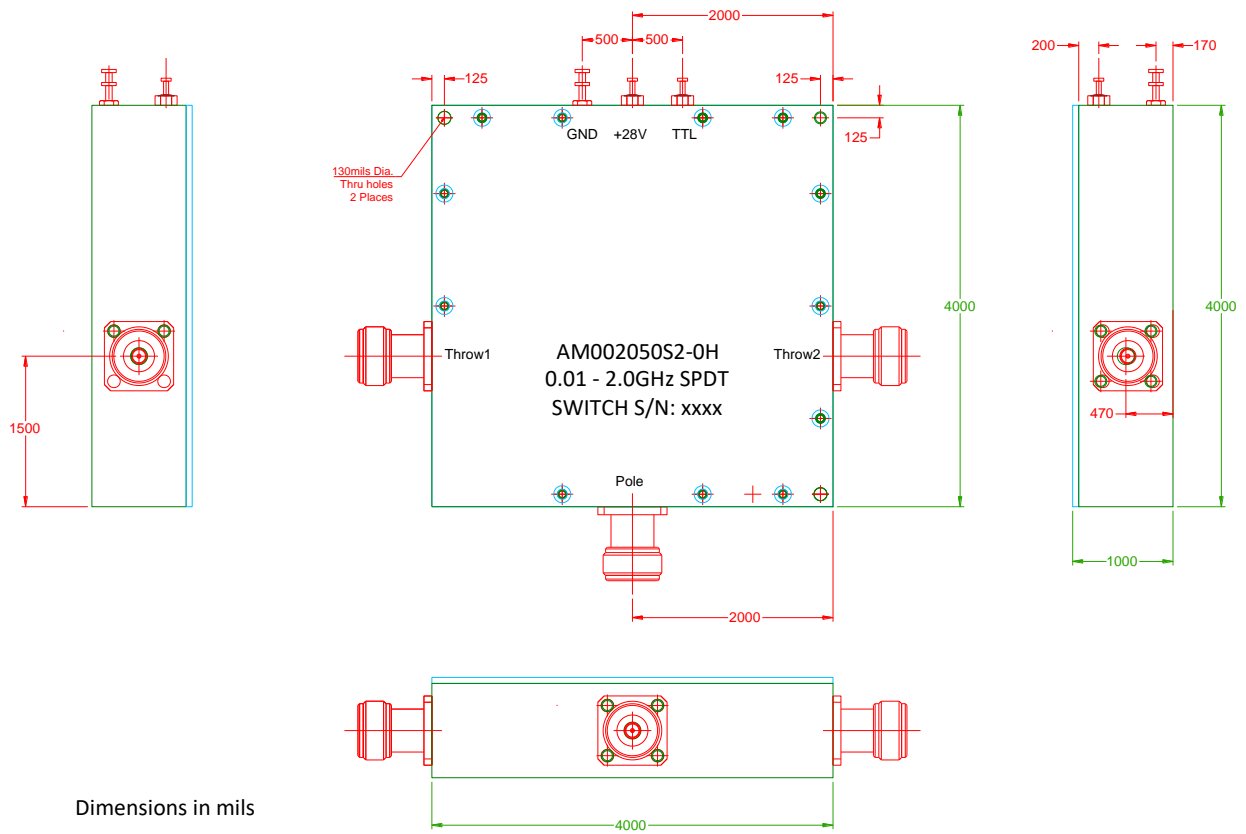 2000
500
500
200
170
125
125
GND
+28V
TTL
125
130mils Dia.
Thru holes
2 Places
4000
4000
Throw1
AM002050S2-0H
Throw2
0.01 - 2.0GHz SPDT
SWITCH S/N: xxxx
470
1500
Pole
1000
2000
Dimensions in mils
4000